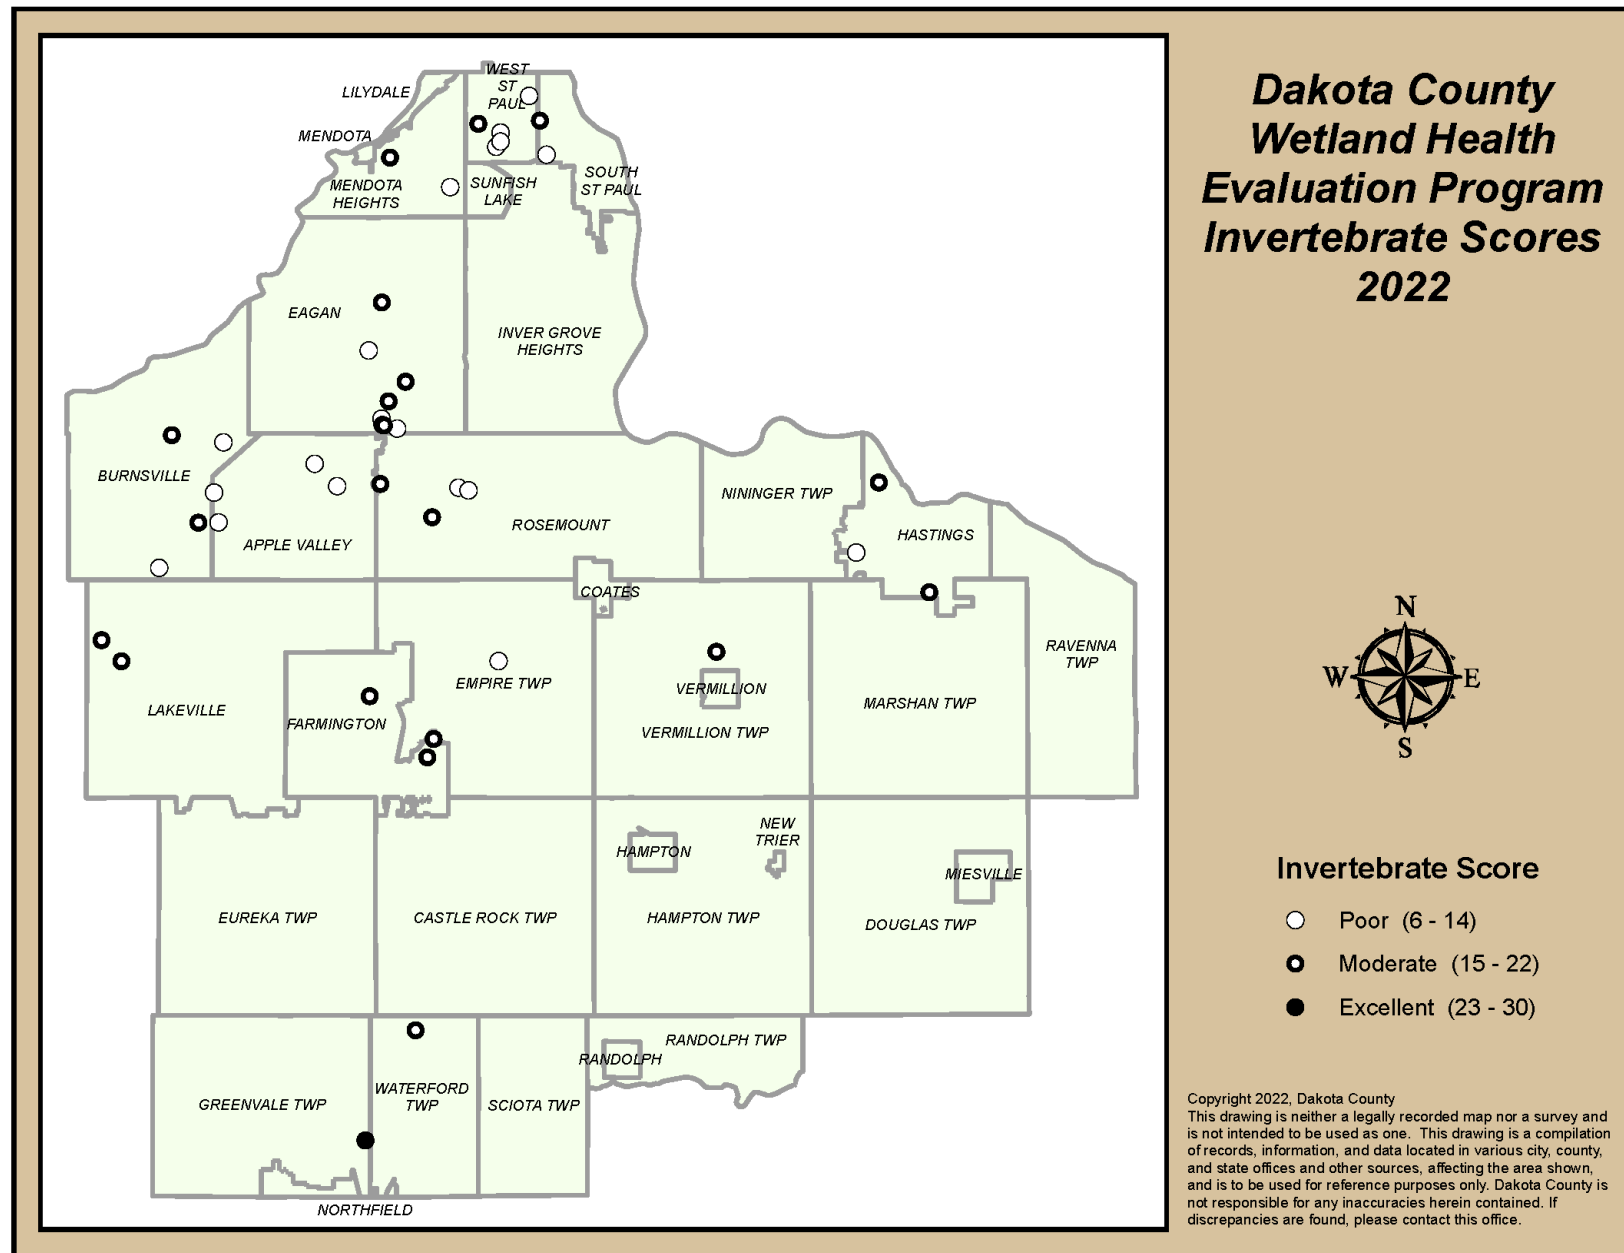 Dakota County
Wetland Health
Evaluation Program
Invertebrate Scores
2022
WEST
ST
PAUL
LILYDALE
MENDOTA
MENDOTA
HEIGHTS
SUNFISH
LAKE
SOUTH
ST PAUL
EAGAN
INVER GROVE
HEIGHTS
BURNSVILLE
APPLE VALLEY
ROSEMOUNT
NININGER TWP
HASTINGS
COATES
RAVENNA
TWP
EMPIRE TWP
VERMILLION
MARSHAN TWP
LAKEVILLE
FARMINGTON
VERMILLION TWP
NEW
TRIER
HAMPTON
MIESVILLE
EUREKA TWP
CASTLE ROCK TWP
HAMPTON TWP
DOUGLAS TWP
RANDOLPH TWP
RANDOLPH
WATERFORD
TWP
GREENVALE TWP
SCIOTA TWP
NORTHFIELD
N
W
E
S
Invertebrate Score
Poor (6 - 14)
Moderate (15 - 22)
Excellent (23 - 30)
Copyright 2022, Dakota County
This drawing is neither a legally recorded map nor a survey and
is not intended to be used as one. This drawing is a compilation
of records, information, and data located in various city, county,
and state offices and other sources, affecting the area shown,
and is to be used for reference purposes only. Dakota County is
not responsible for any inaccuracies herein contained. If
discrepancies are found, please contact this office.